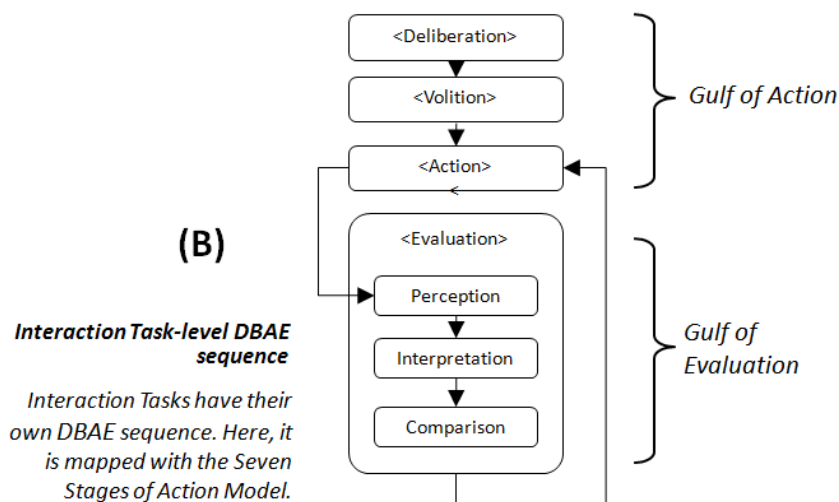 <Deliberation>
<Volition>
Gulf of Action
<Action>
<
(B)
<Evaluation>
Perception
Interaction Task-level DBAE
sequence
Interpretation
Gulf of
Evaluation
Interaction Tasks have their
own DBAE sequence. Here, it
is mapped with the Seven
Stages of Action Model.
Comparison